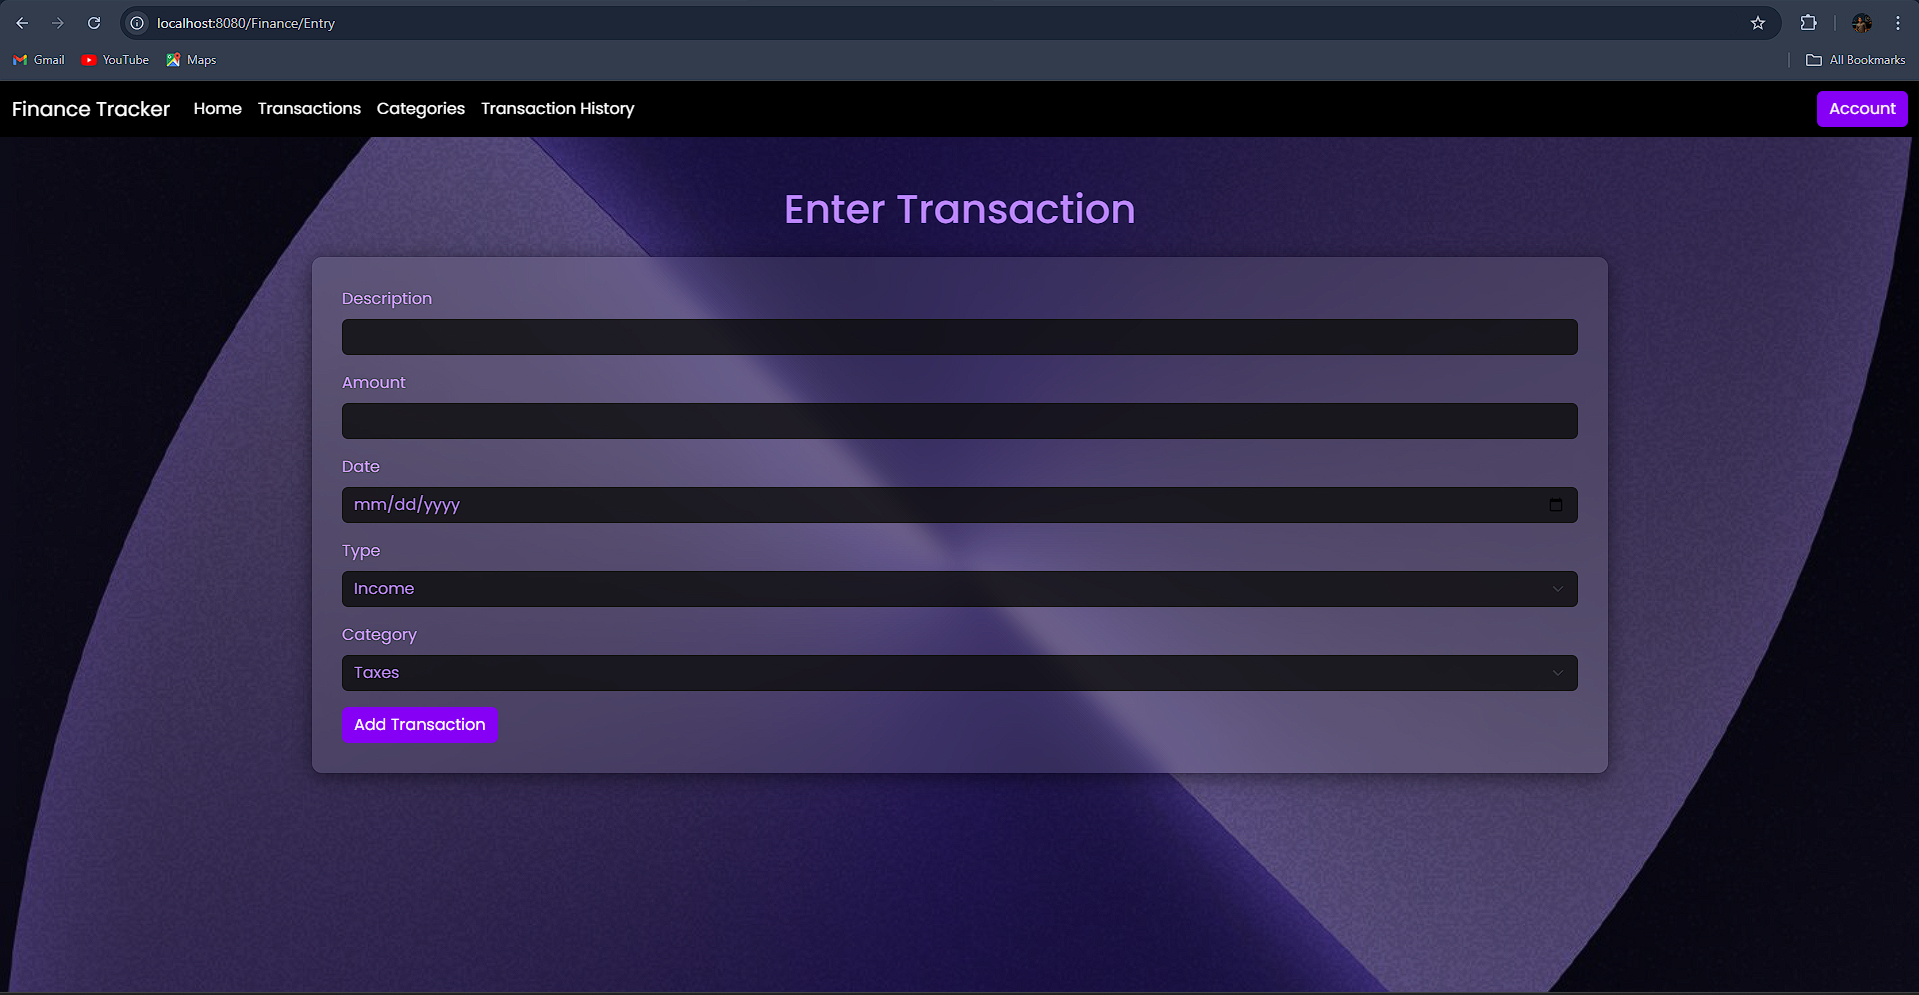 localhost:8080/Finance/Entry
Gmail YouTube Maps All Bookmarks
Finance Tracker Home Transactions Categories Transaction History Account
Enter Transaction
Description
Amount
Date
mm/dd/yyyy
Type
Income
Category
Taxes
Add Transaction